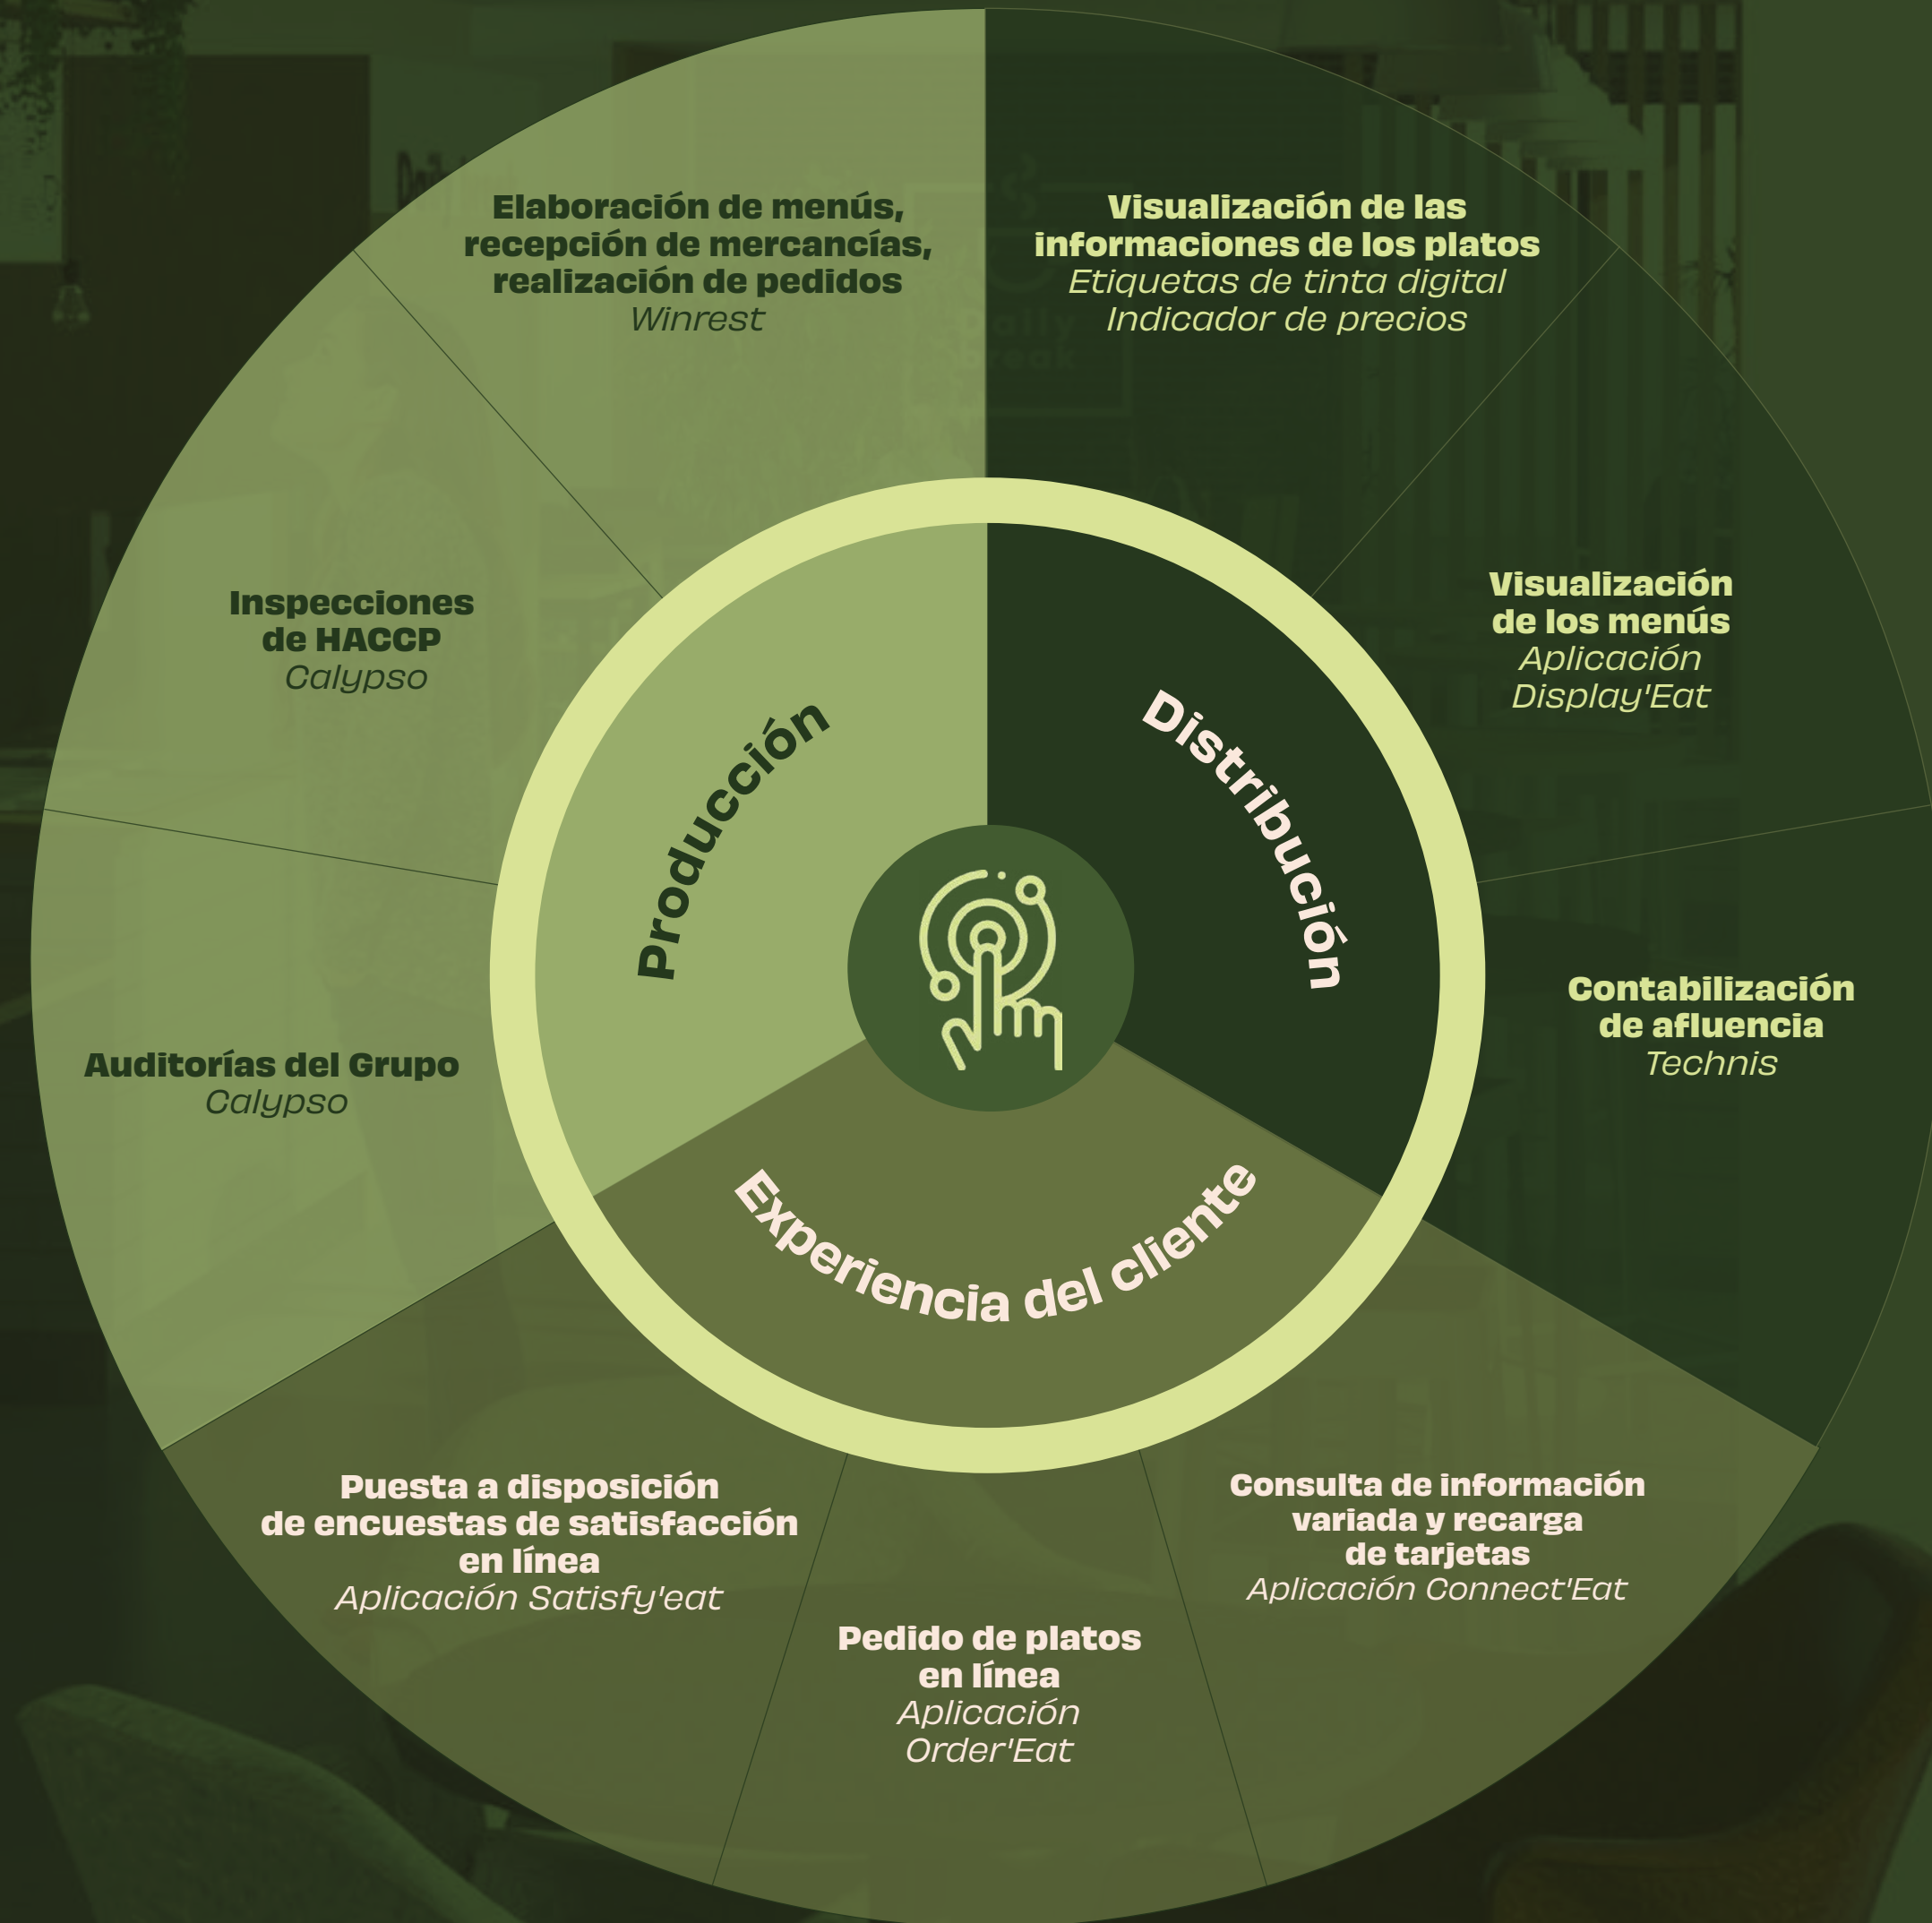 Elaboración de menús,
recepción de mercancías,
realización de pedidos
Winrest
Visualización de las
informaciones de los platos
Etiquetas de tinta digital
Indicador de precios
Daily
break
Inspecciones
de HACCP
Calypso
Visualización
de los menús
Aplicación
Display'Eat
Producción
Distribución
Contabilización
de afluencia
Technis
Auditorías del Grupo
Calypso
Experiencia del cliente
Puesta a disposición
de encuestas de satisfacción
en línea
Aplicación Satisfy'eat
Pedido de platos
en línea
Aplicación
Order'Eat
Consulta de información
variada y recarga
de tarjetas
Aplicación Connect'Eat